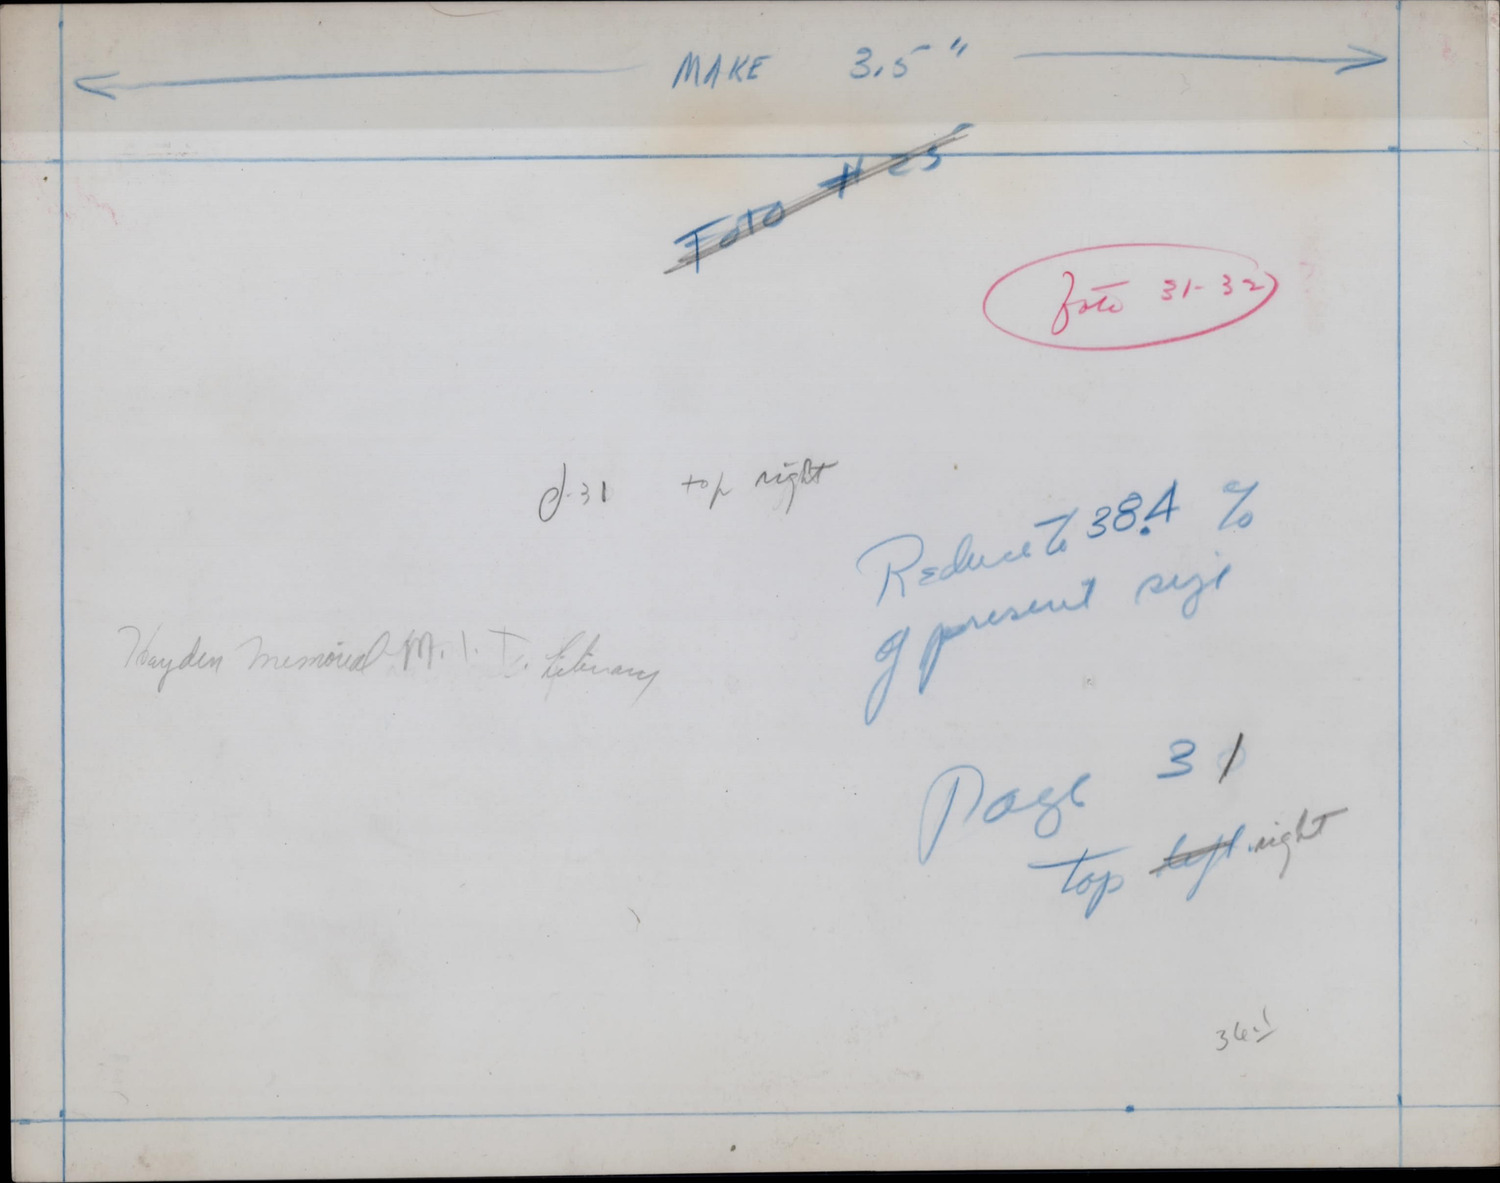 MAKE 3.5"
Foto # 23
foto 31-32
p.31 top right
Reduce to 38.4 %
of present size
Hayden Memorial M.I.T. Library
Page 31
top left right